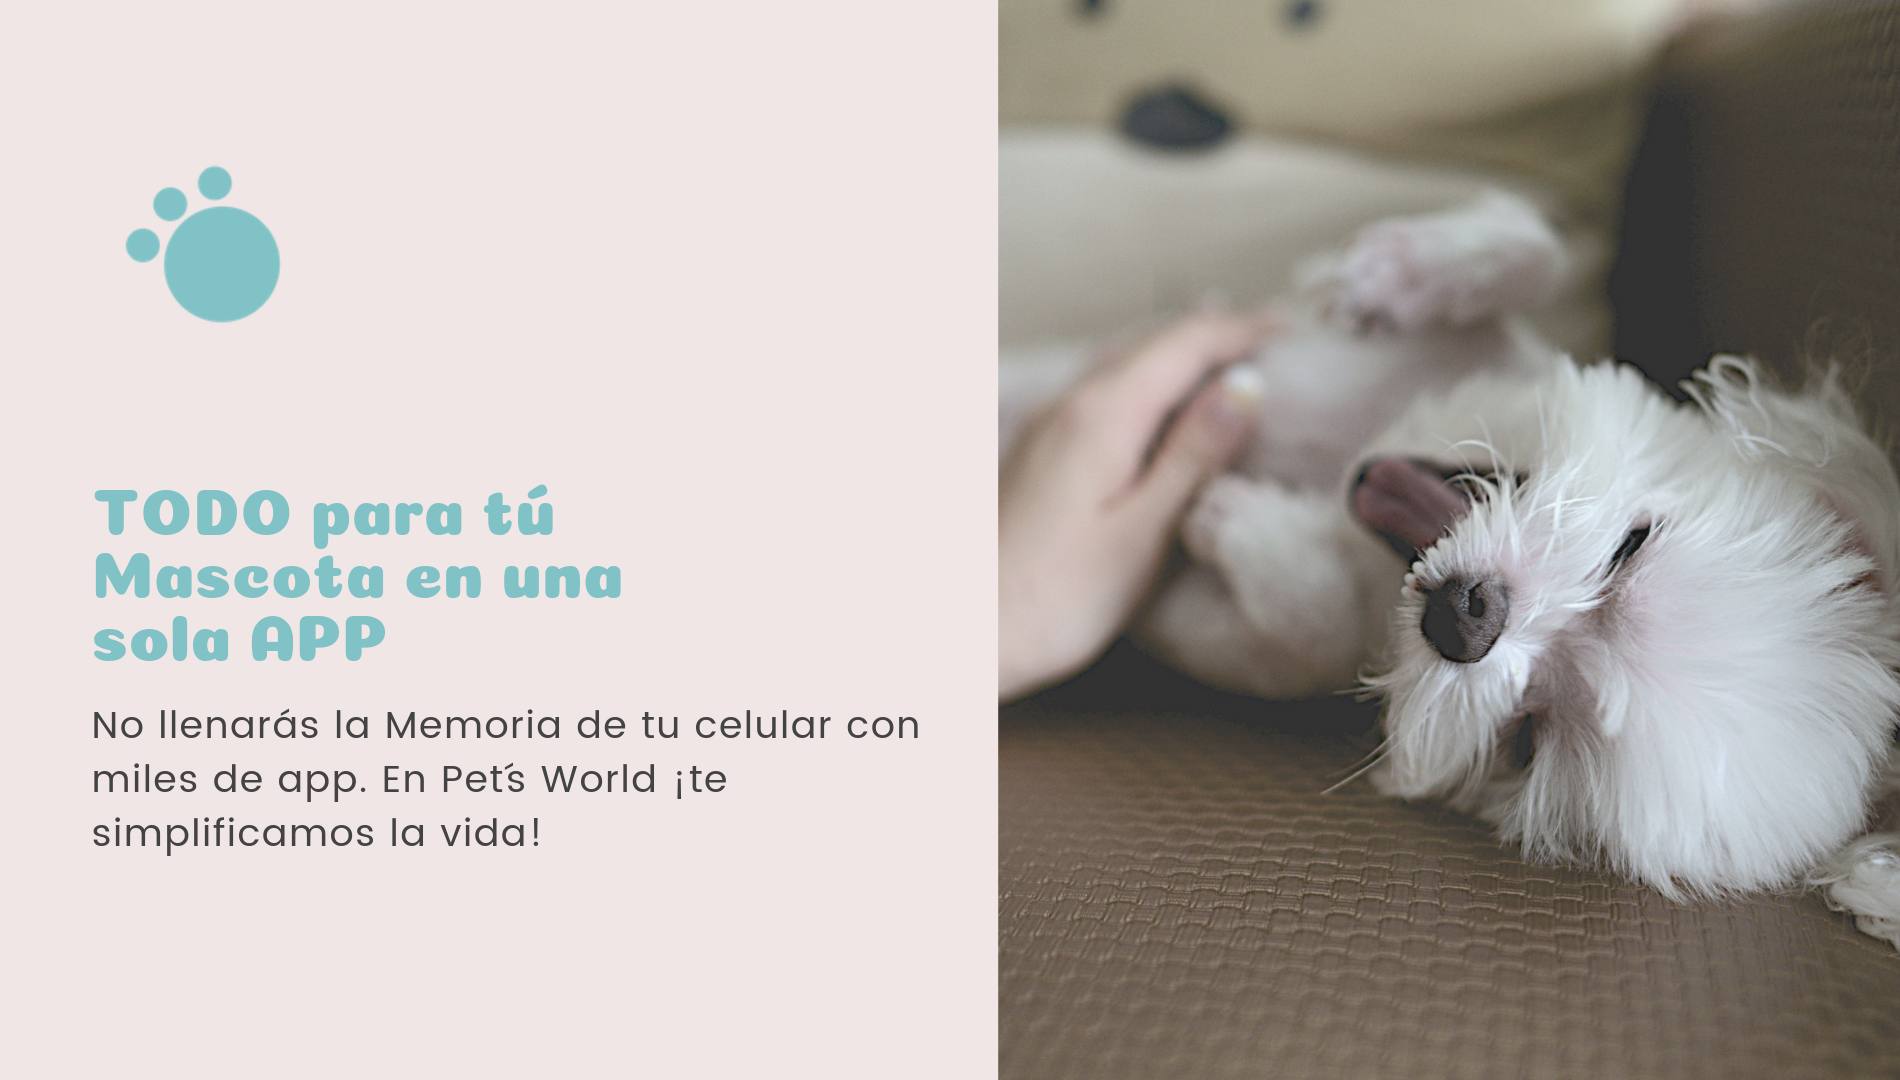 TODO para tú
Mascota en una
sola APP
No llenarás la Memoria de tu celular con
miles de app. En Pet´s World ¡te
simplificamos la vida!